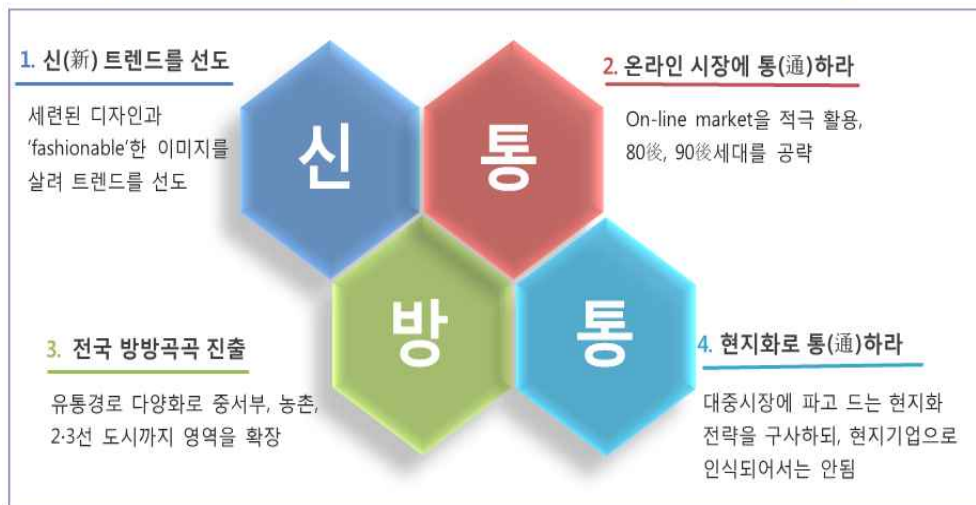 1. 신(新) 트렌드를 선도
세련된 디자인과
'fashionable'한 이미지를
살려 트렌드를 선도
신
통
2. 온라인 시장에 통(通)하라
On-line market을 적극 활용,
80後, 90後세대를 공략
3. 전국 방방곡곡 진출
유통경로 다양화로 중서부, 농촌,
2·3선 도시까지 영역을 확장
방
통
4. 현지화로 통(通)하라
대중시장에 파고 드는 현지화
전략을 구사하되, 현지기업으로
인식되어서는 안됨